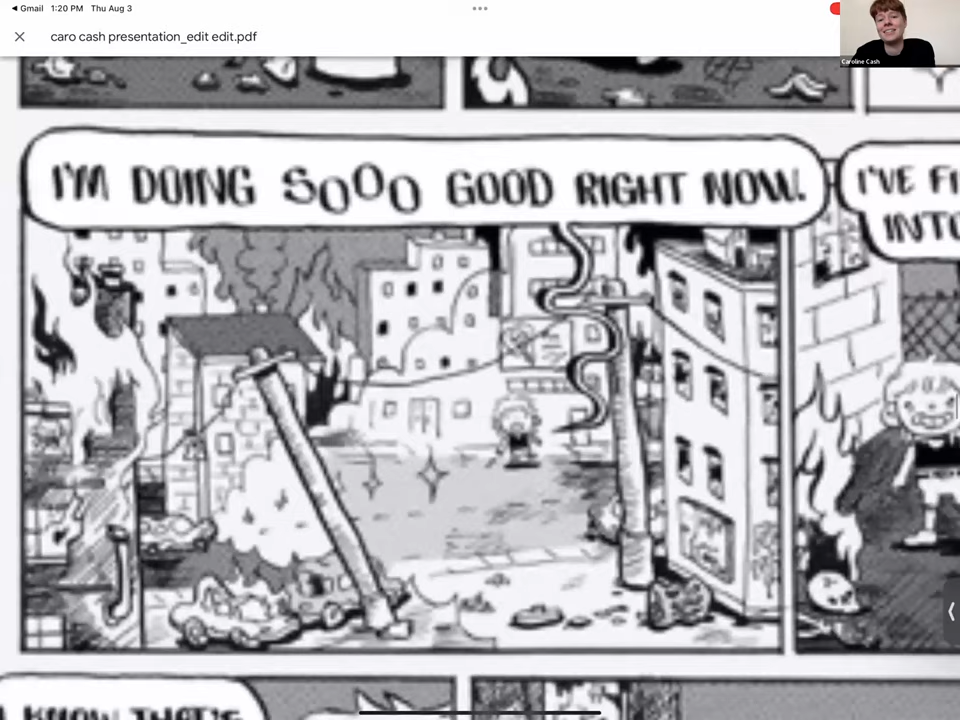 Gmail 1:20 PM Thu Aug 3
caro cash presentation_edit edit.pdf
Caroline Cash
I'M DOING SOOO GOOD RIGHT NOW.
I'VE
INTO
KNOW THAT'S